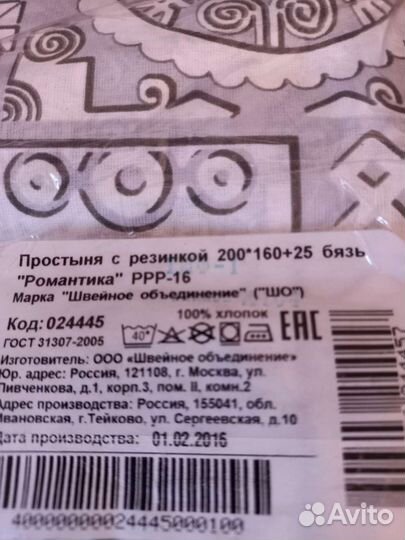 Простыня с резинкой 200*160+25 бязь
"Романтика" РРР-16
Марка "Швейное объединение" ("ШО")
Код: 024445
100% хлопок
ГОСТ 31307-2005
40°
ЕАС
Изготовитель: ООО «Швейное объединение»
Юр. адрес: Россия, 121108, г. Москва, ул.
Пивченкова, д.1, корп.3, пом. II, комн.2
Адрес производства: Россия, 155041, обл.
Ивановская, г.Тейково, ул. Сергеевская, д.10
Дата производства: 01.02.2016
40000000024445000100
Avito